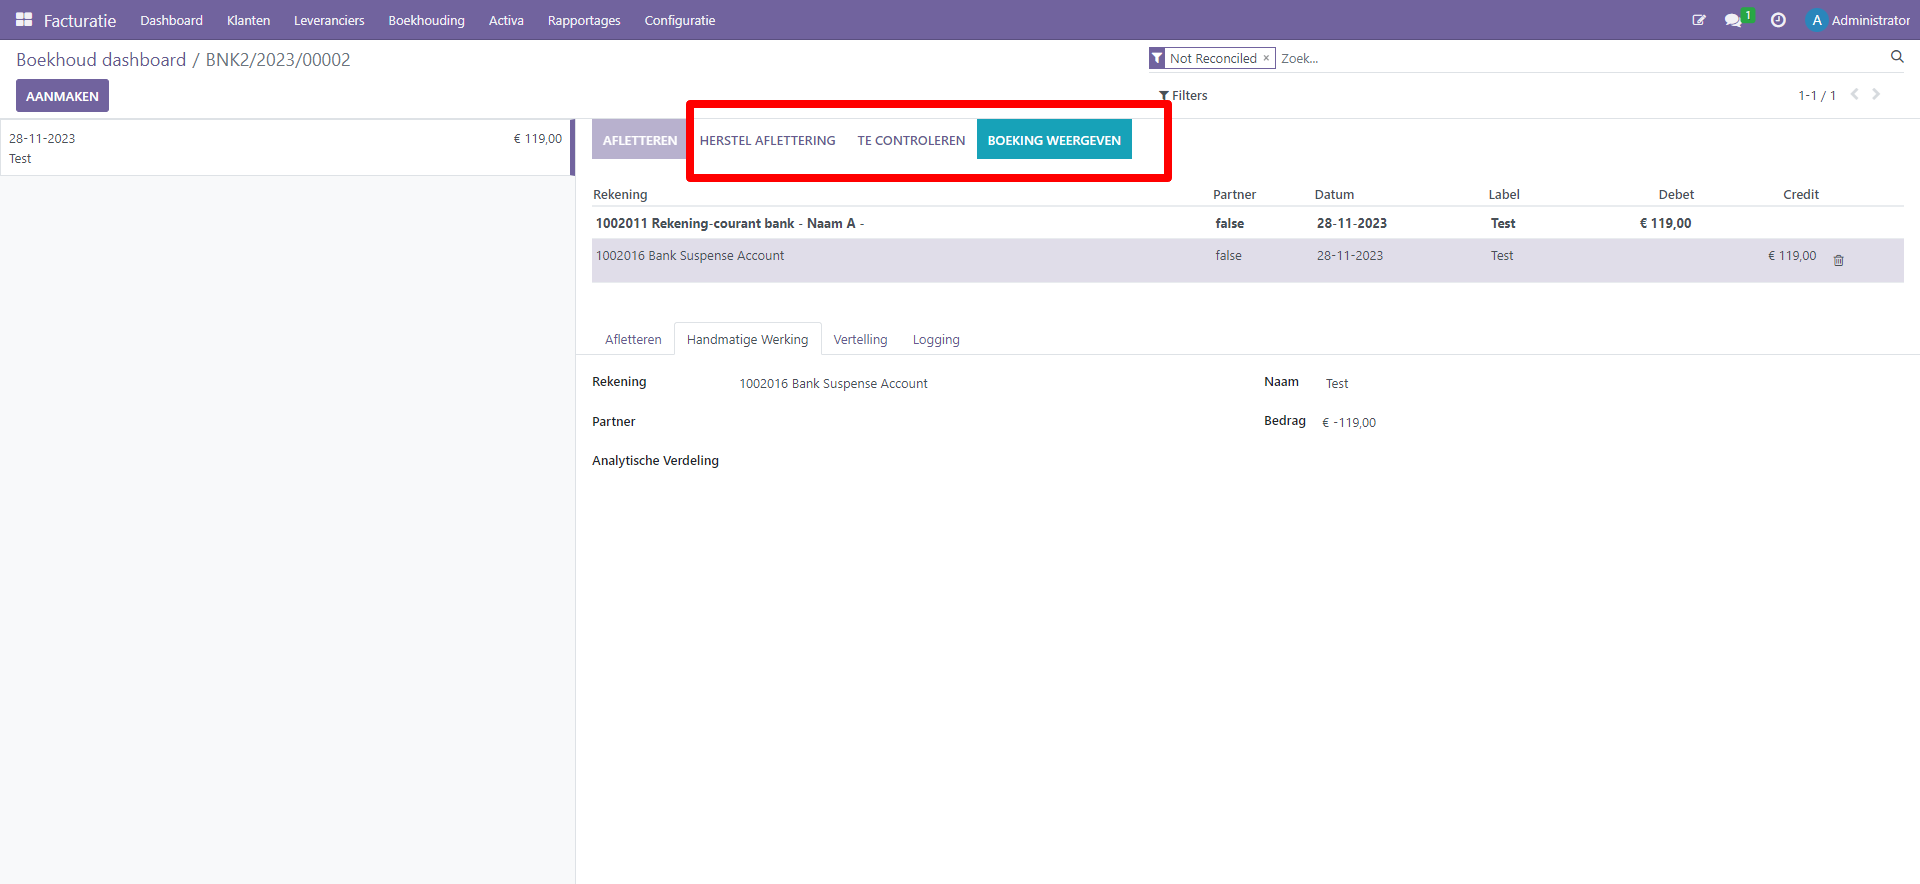 Facturatie Dashboard Klanten Leveranciers Boekhouding Activa Rapportages Configuratie 1 A Administrator
Boekhoud dashboard / BNK2/2023/00002
Not Reconciled × Zoek...
AANMAKEN
Filters 1-1 / 1
28-11-2023 € 119,00
Test
AFLETTEREN HERSTEL AFLETTERING TE CONTROLEREN BOEKING WEERGEVEN
Rekening Partner Datum Label Debet Credit
1002011 Rekening-courant bank - Naam A - false 28-11-2023 Test € 119,00
1002016 Bank Suspense Account false 28-11-2023 Test € 119,00
Afletteren Handmatige Werking Vertelling Logging
Rekening 1002016 Bank Suspense Account Naam Test
Partner Bedrag € -119,00
Analytische Verdeling